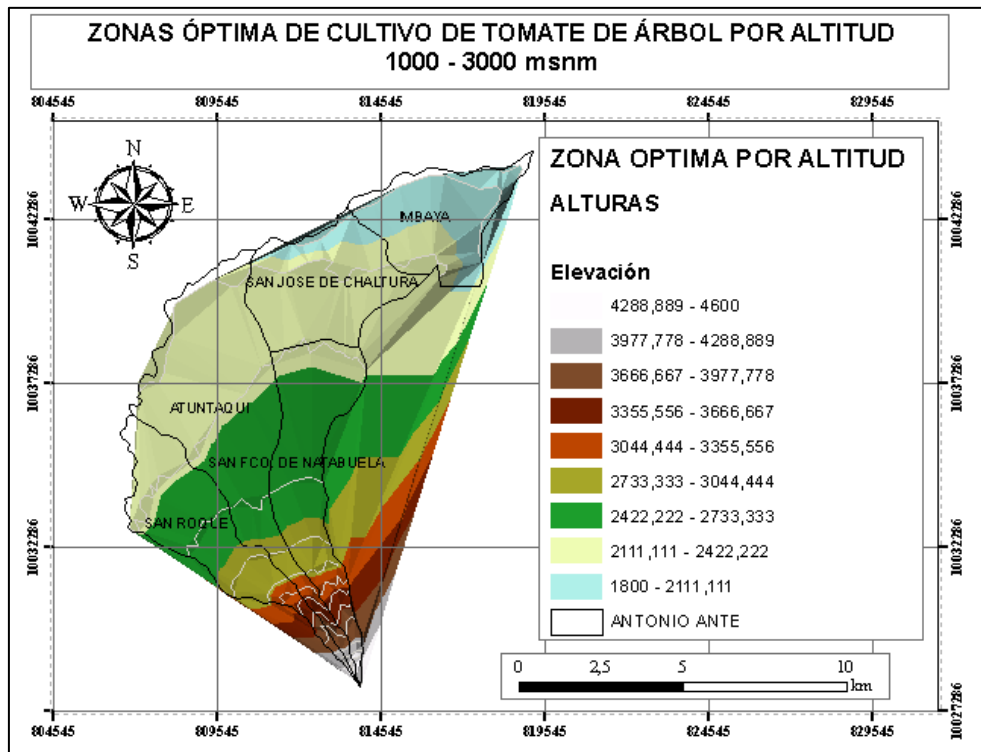 ZONAS ÓPTIMA DE CULTIVO DE TOMATE DE ÁRBOL POR ALTITUD
1000 - 3000 msnm
804545 809545 814545 819545 824545 829545
N
W E
S
10042286 10042286
10037286 10037286
10032286 10032286
10027286
IMBAYA
SAN JOSE DE CHALTURA
ATUNTAQUI
SAN FCO. DE NATABUELA
SAN ROQUE
ZONA OPTIMA POR ALTITUD
ALTURAS
Elevación
4288,889 - 4600
3977,778 - 4288,889
3666,667 - 3977,778
3355,556 - 3666,667
3044,444 - 3355,556
2733,333 - 3044,444
2422,222 - 2733,333
2111,111 - 2422,222
1800 - 2111,111
ANTONIO ANTE
0 2,5 5 10
km
804545 809545 814545 819545 824545 829545